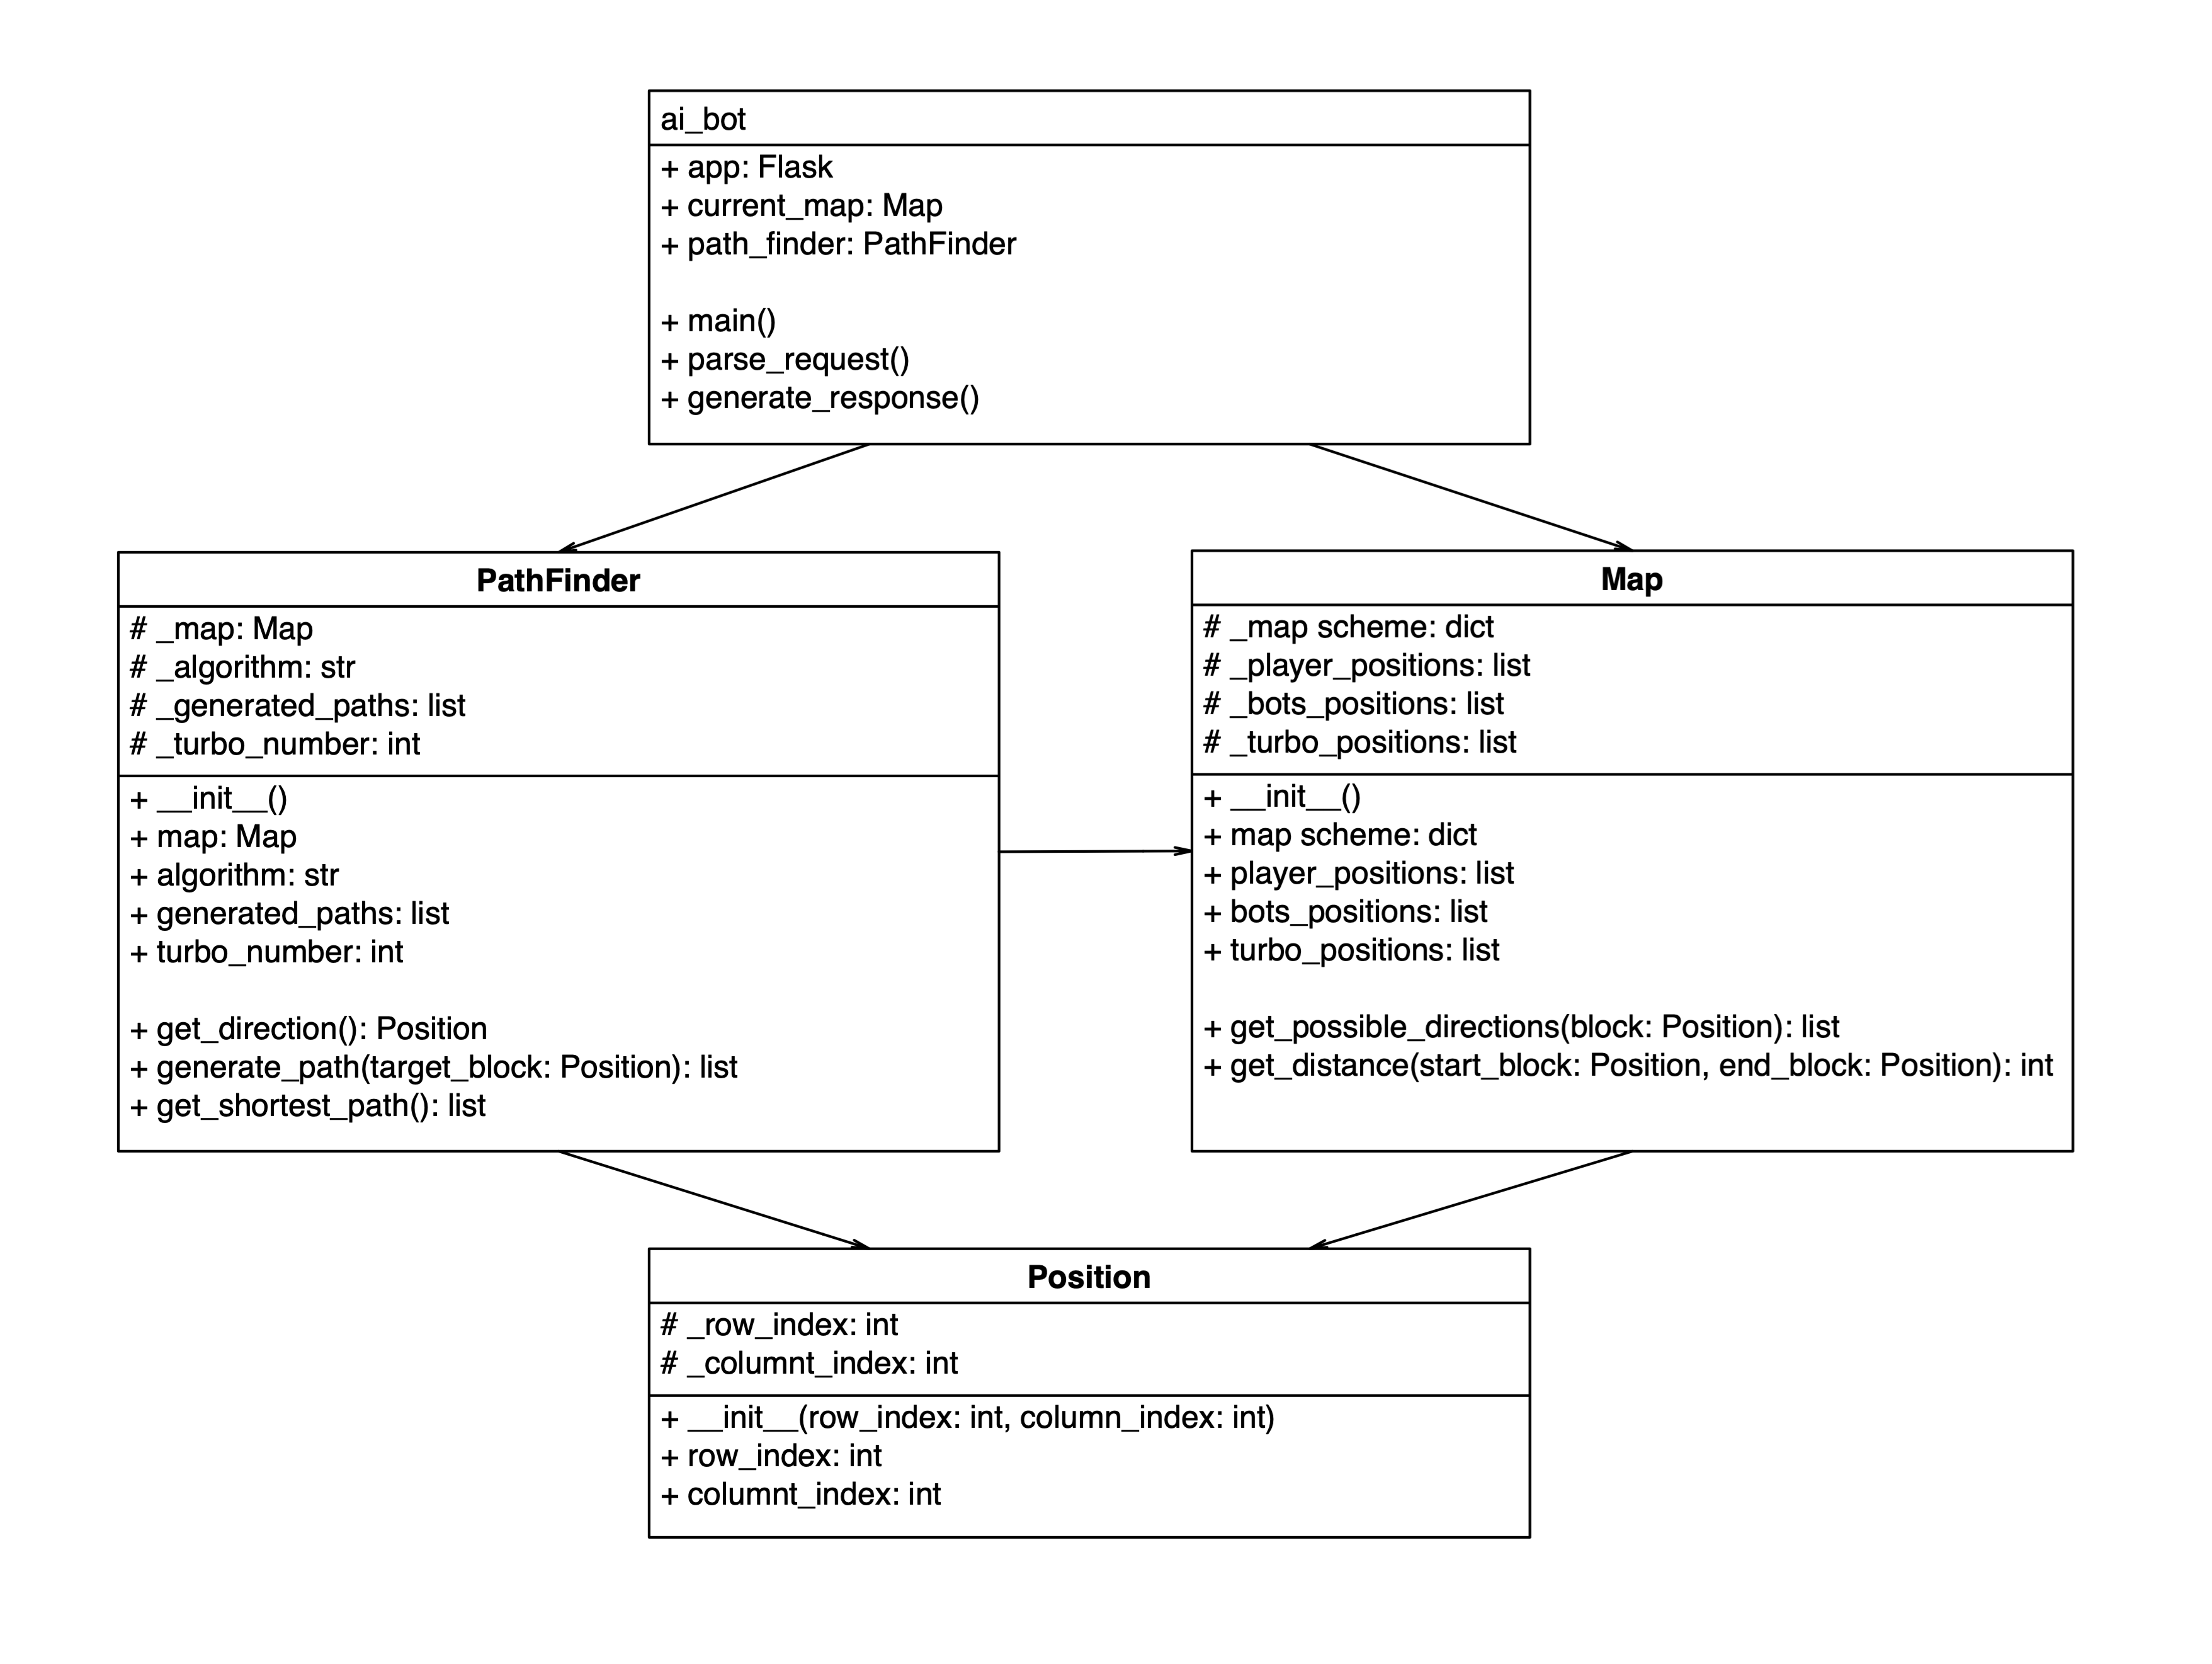 ai_bot
+ app: Flask
+ current_map: Map
+ path_finder: PathFinder
+ main()
+ parse_request()
+ generate_response()
PathFinder
# _map: Map
# _algorithm: str
# _generated_paths: list
# _turbo_number: int
+ __init__()
+ map: Map
+ algorithm: str
+ generated_paths: list
+ turbo_number: int
+ get_direction(): Position
+ generate_path(target_block: Position): list
+ get_shortest_path(): list
Map
# _map scheme: dict
# _player_positions: list
# _bots_positions: list
# _turbo_positions: list
+ __init__()
+ map scheme: dict
+ player_positions: list
+ bots_positions: list
+ turbo_positions: list
+ get_possible_directions(block: Position): list
+ get_distance(start_block: Position, end_block: Position): int
Position
# _row_index: int
# _columnt_index: int
+ __init__(row_index: int, column_index: int)
+ row_index: int
+ columnt_index: int